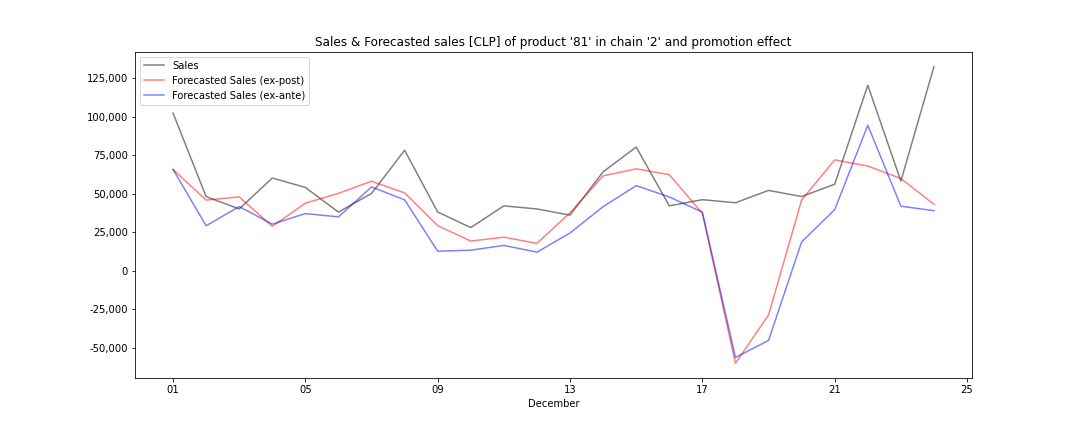 Sales & Forecasted sales [CLP] of product '81' in chain '2' and promotion effect
Sales
Forecasted Sales (ex-post)
Forecasted Sales (ex-ante)
125,000
100,000
75,000
50,000
25,000
0
-25,000
-50,000
01 05 09 13 17 21 25
December